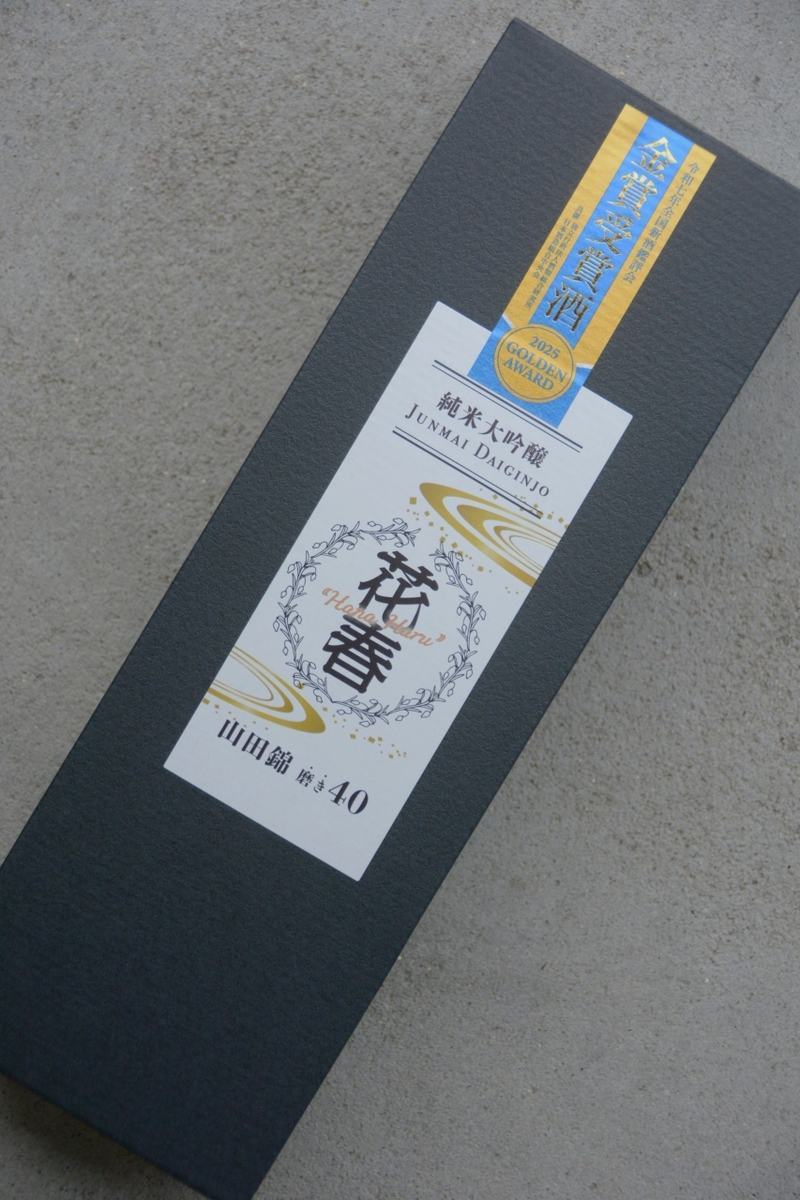 令和七年全国新酒鑑評会
金賞受賞酒
2025
GOLDEN
AWARD
純米大吟醸
JUNMAI DAIGINJO
花春
"Hana Haru"
山田錦 磨き40